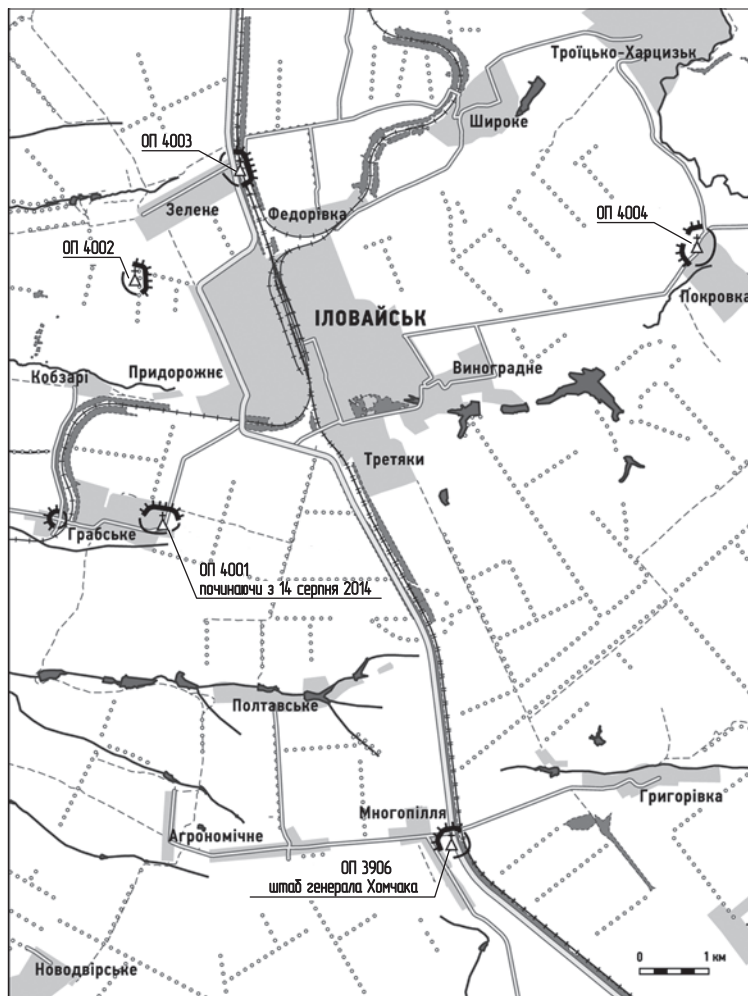 Троїцько-Харцизьк
Широке
ОП 4003
Зелене
Федорівка
ОП 4004
ОП 4002
Покровка
ІЛОВАЙСЬК
Кобзарі
Придорожнє
Виноградне
Третяки
Грабське
ОП 4001
починаючи з 14 серпня 2014
Полтавське
Григорівка
Многопілля
Агрономічне
ОП 3906
штаб генерала Хомчака
Новодвірське
0 1 км